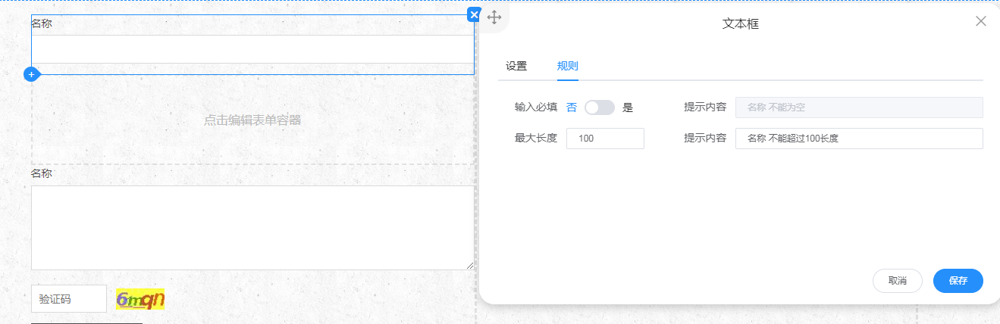 名称
文本框
设置 规则
输入必填 否 是 提示内容 名称 不能为空
最大长度 100 提示内容 名称 不能超过100长度
点击编辑表单容器
名称
验证码 6mqn
取消 保存